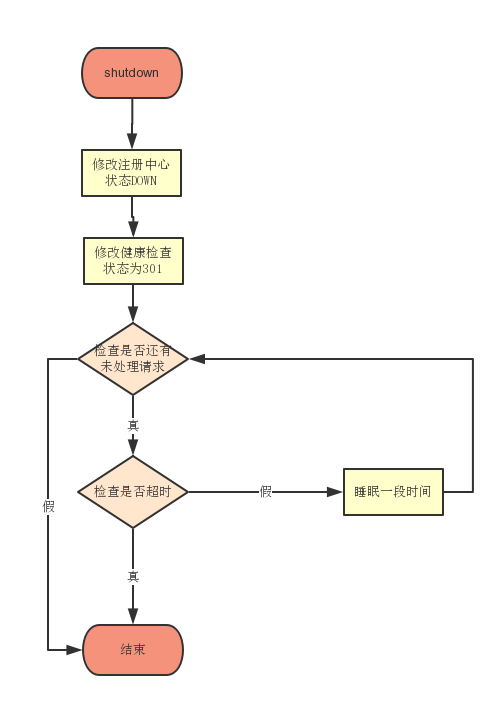 shutdown
修改注册中心
状态DOWN
修改健康检查
状态为301
检查是否还有
未处理请求
真
检查是否超时
假
睡眠一段时间
假
真
结束